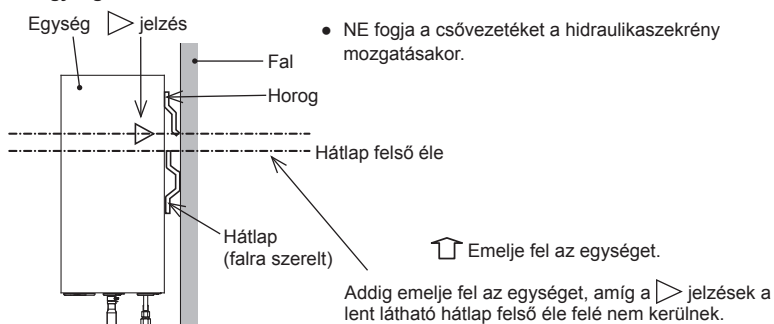 Egység ▷ jelzés
● NE fogja a csővezetéket a hidraulikaszekrény
mozgatásakor.
Fal
Horog
Hátlap felső éle
Hátlap
(falra szerelt)
⇧ Emelje fel az egységet.
Addig emelje fel az egységet, amíg a ▷ jelzések a
lent látható hátlap felső éle felé nem kerülnek.